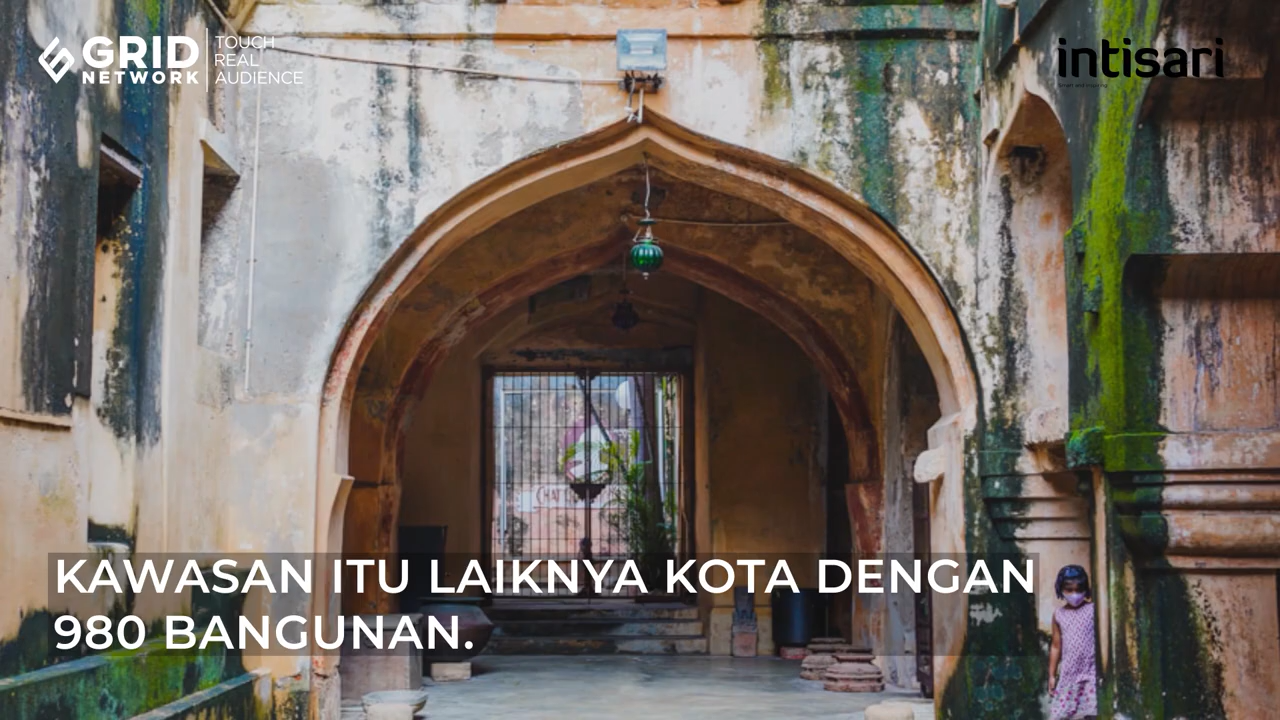 GRID
NETWORK
TOUCH
REAL
AUDIENCE
intisari
KAWASAN ITU LAIKNYA KOTA DENGAN
980 BANGUNAN.